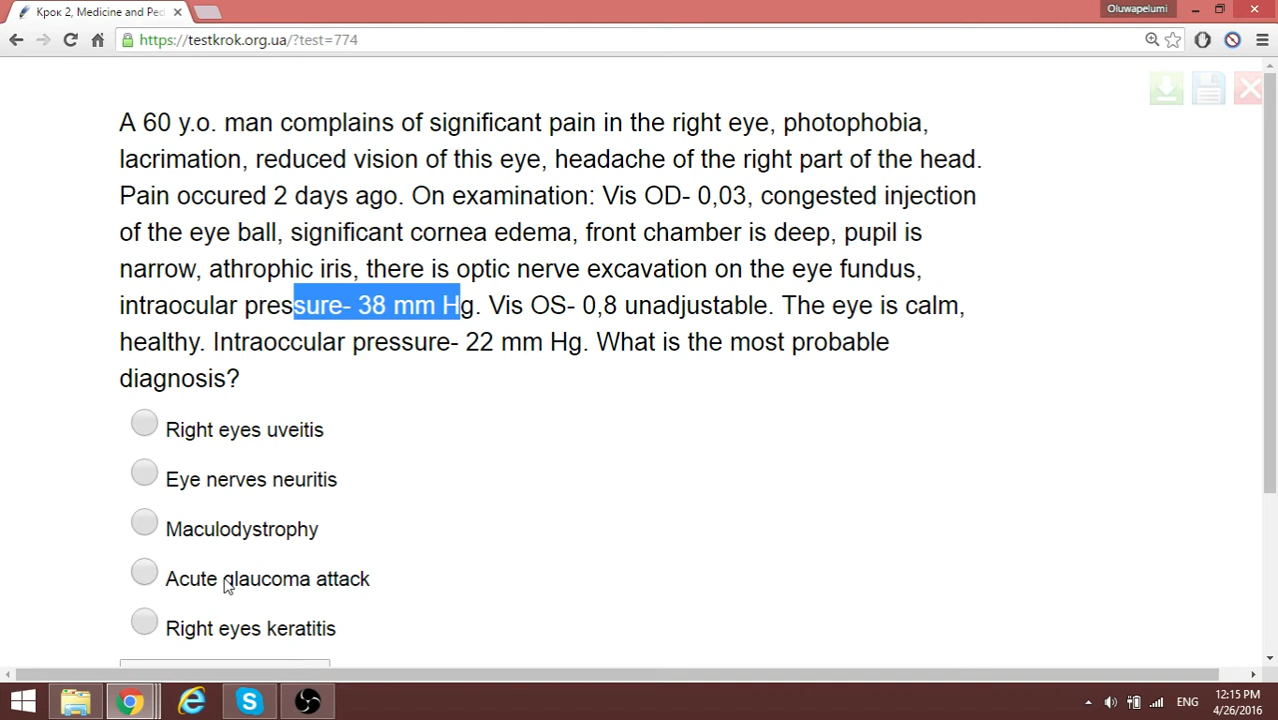 Крок 2, Medicine and Ped
Oluwapelumi
https://testkrok.org.ua/?test=774
A 60 y.o. man complains of significant pain in the right eye, photophobia,
lacrimation, reduced vision of this eye, headache of the right part of the head.
Pain occured 2 days ago. On examination: Vis OD- 0,03, congested injection
of the eye ball, significant cornea edema, front chamber is deep, pupil is
narrow, athrophic iris, there is optic nerve excavation on the eye fundus,
intraocular pressure- 38 mm Hg. Vis OS- 0,8 unadjustable. The eye is calm,
healthy. Intraoccular pressure- 22 mm Hg. What is the most probable
diagnosis?
Right eyes uveitis
Eye nerves neuritis
Maculodystrophy
Acute glaucoma attack
Right eyes keratitis
ENG
12:15 PM
4/26/2016